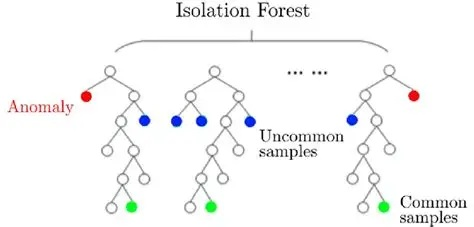 Isolation Forest
... ...
Anomaly
Uncommon
samples
Common
samples